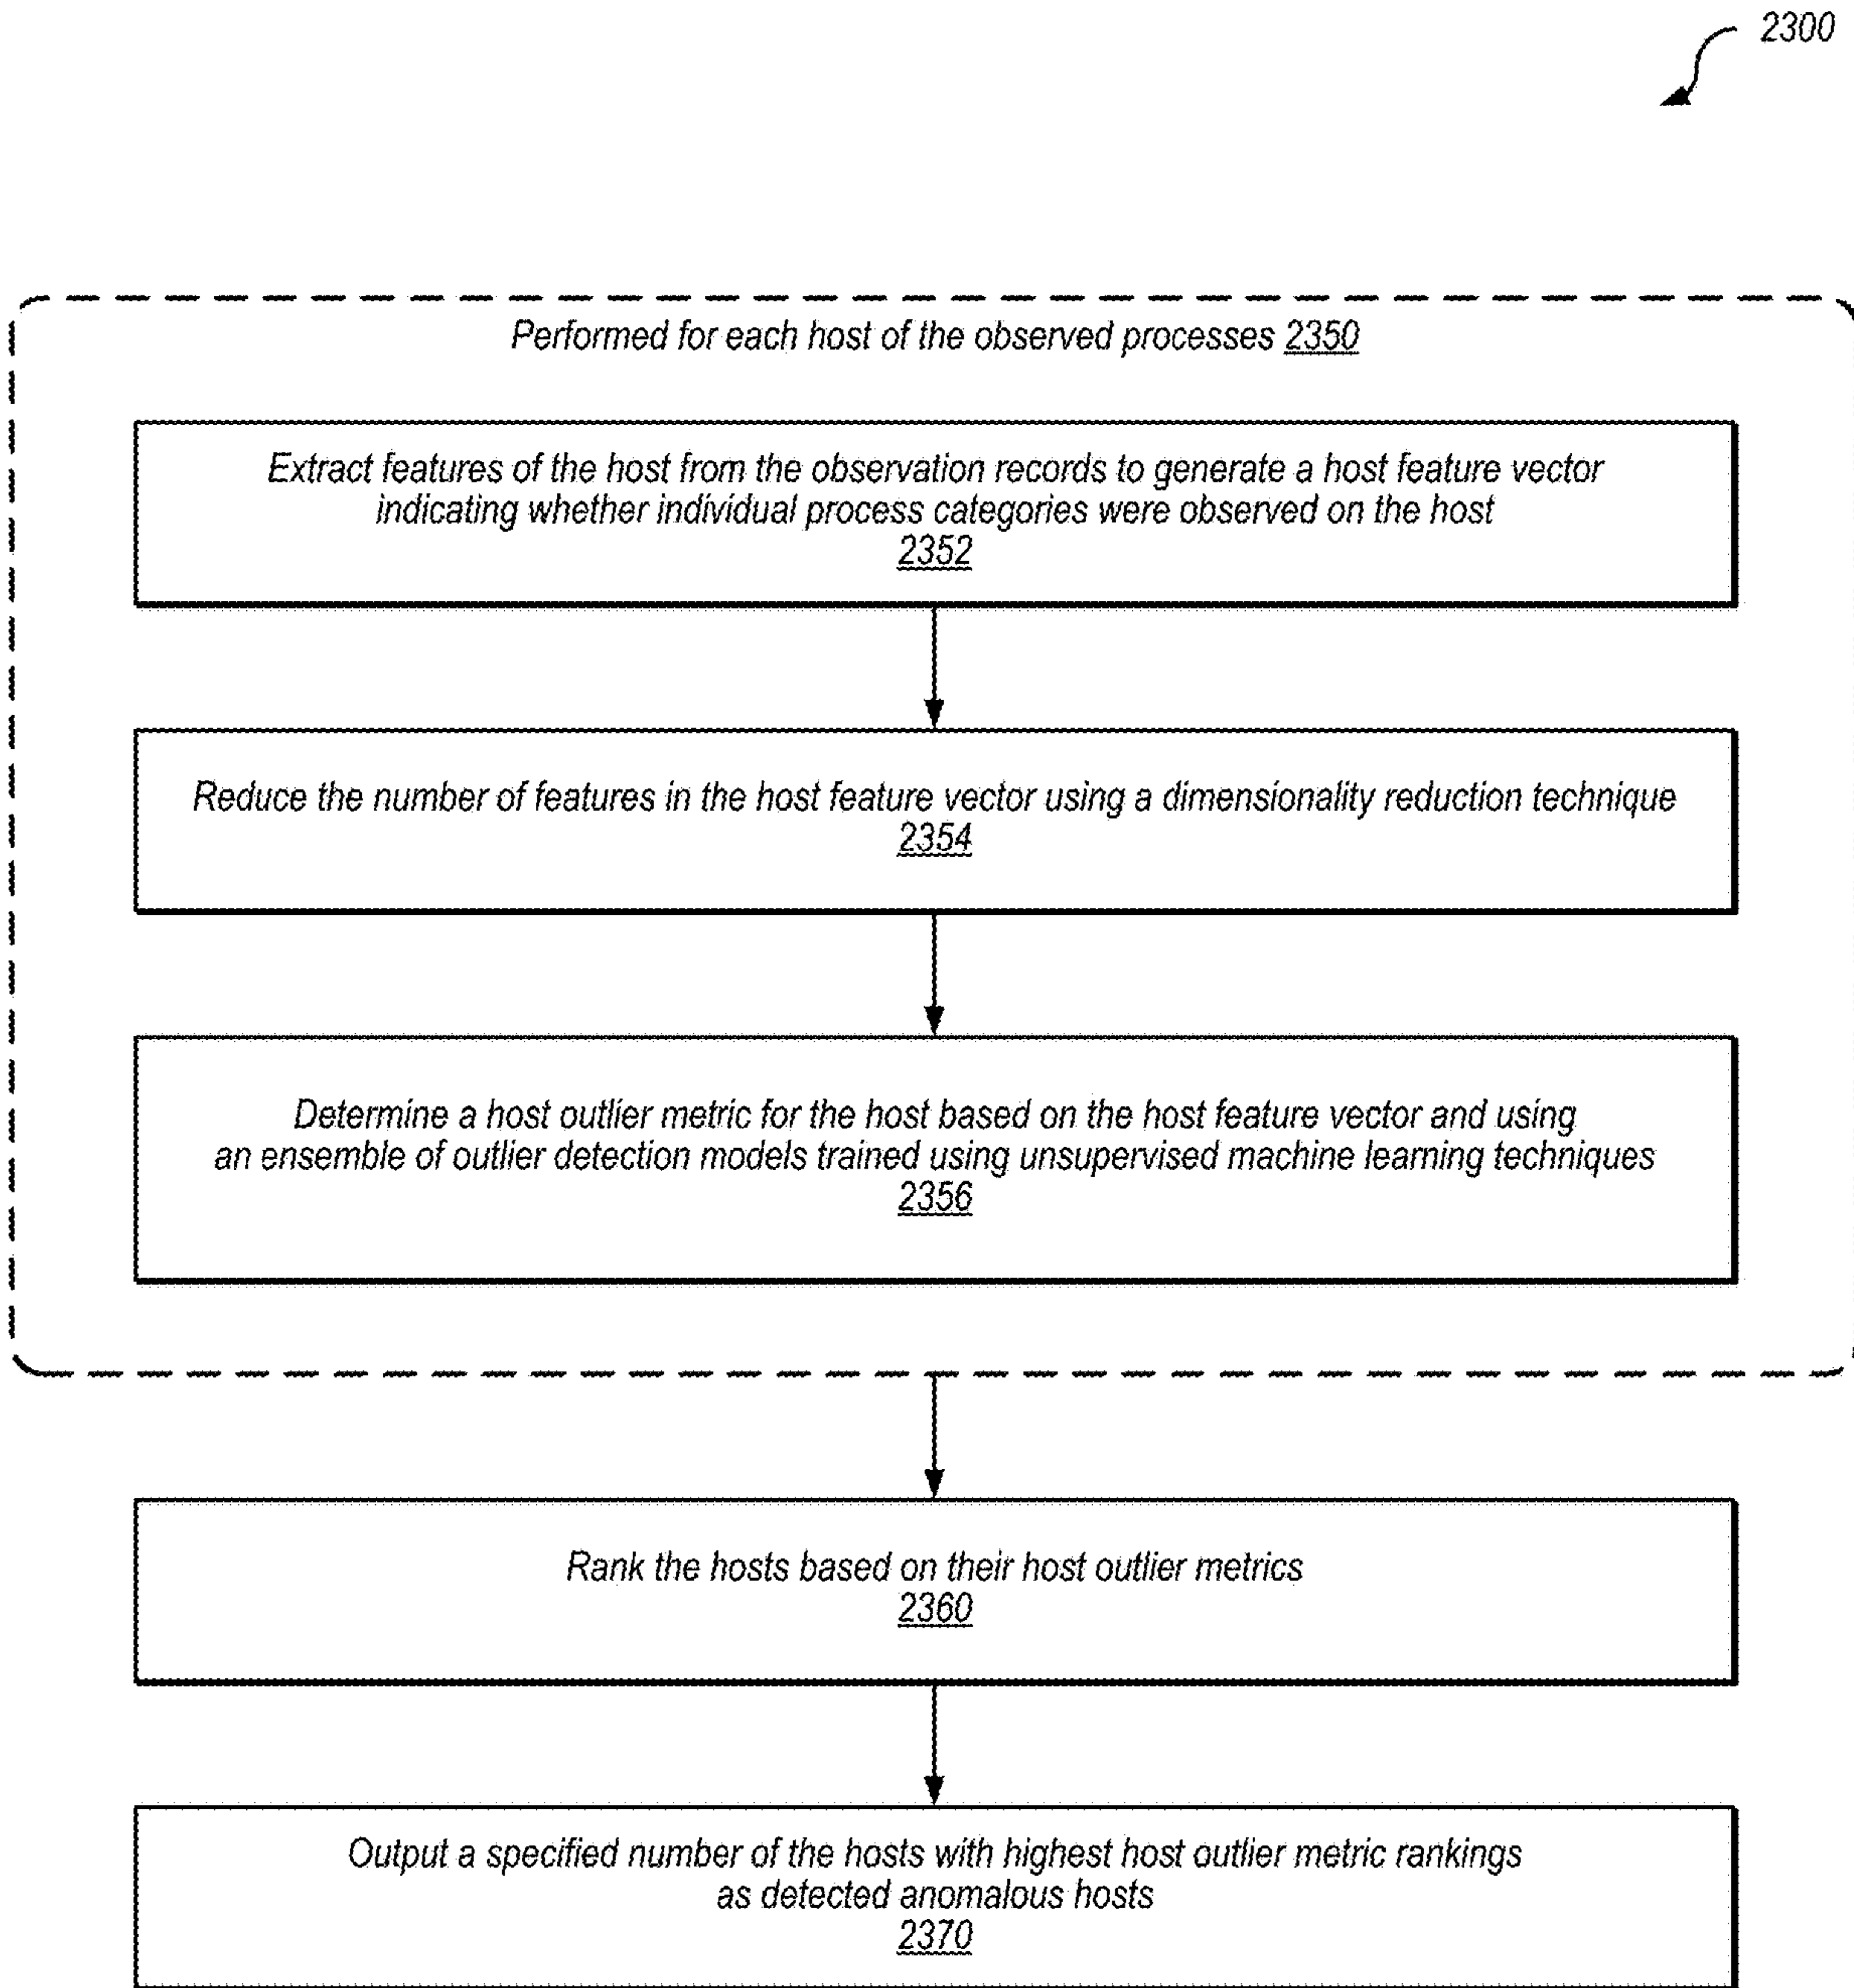 2300
Performed for each host of the observed processes 2350
Extract features of the host from the observation records to generate a host feature vector
indicating whether individual process categories were observed on the host
2352
Reduce the number of features in the host feature vector using a dimensionality reduction technique
2354
Determine a host outlier metric for the host based on the host feature vector and using
an ensemble of outlier detection models trained using unsupervised machine learning techniques
2356
Rank the hosts based on their host outlier metrics
2360
Output a specified number of the hosts with highest host outlier metric rankings
as detected anomalous hosts
2370